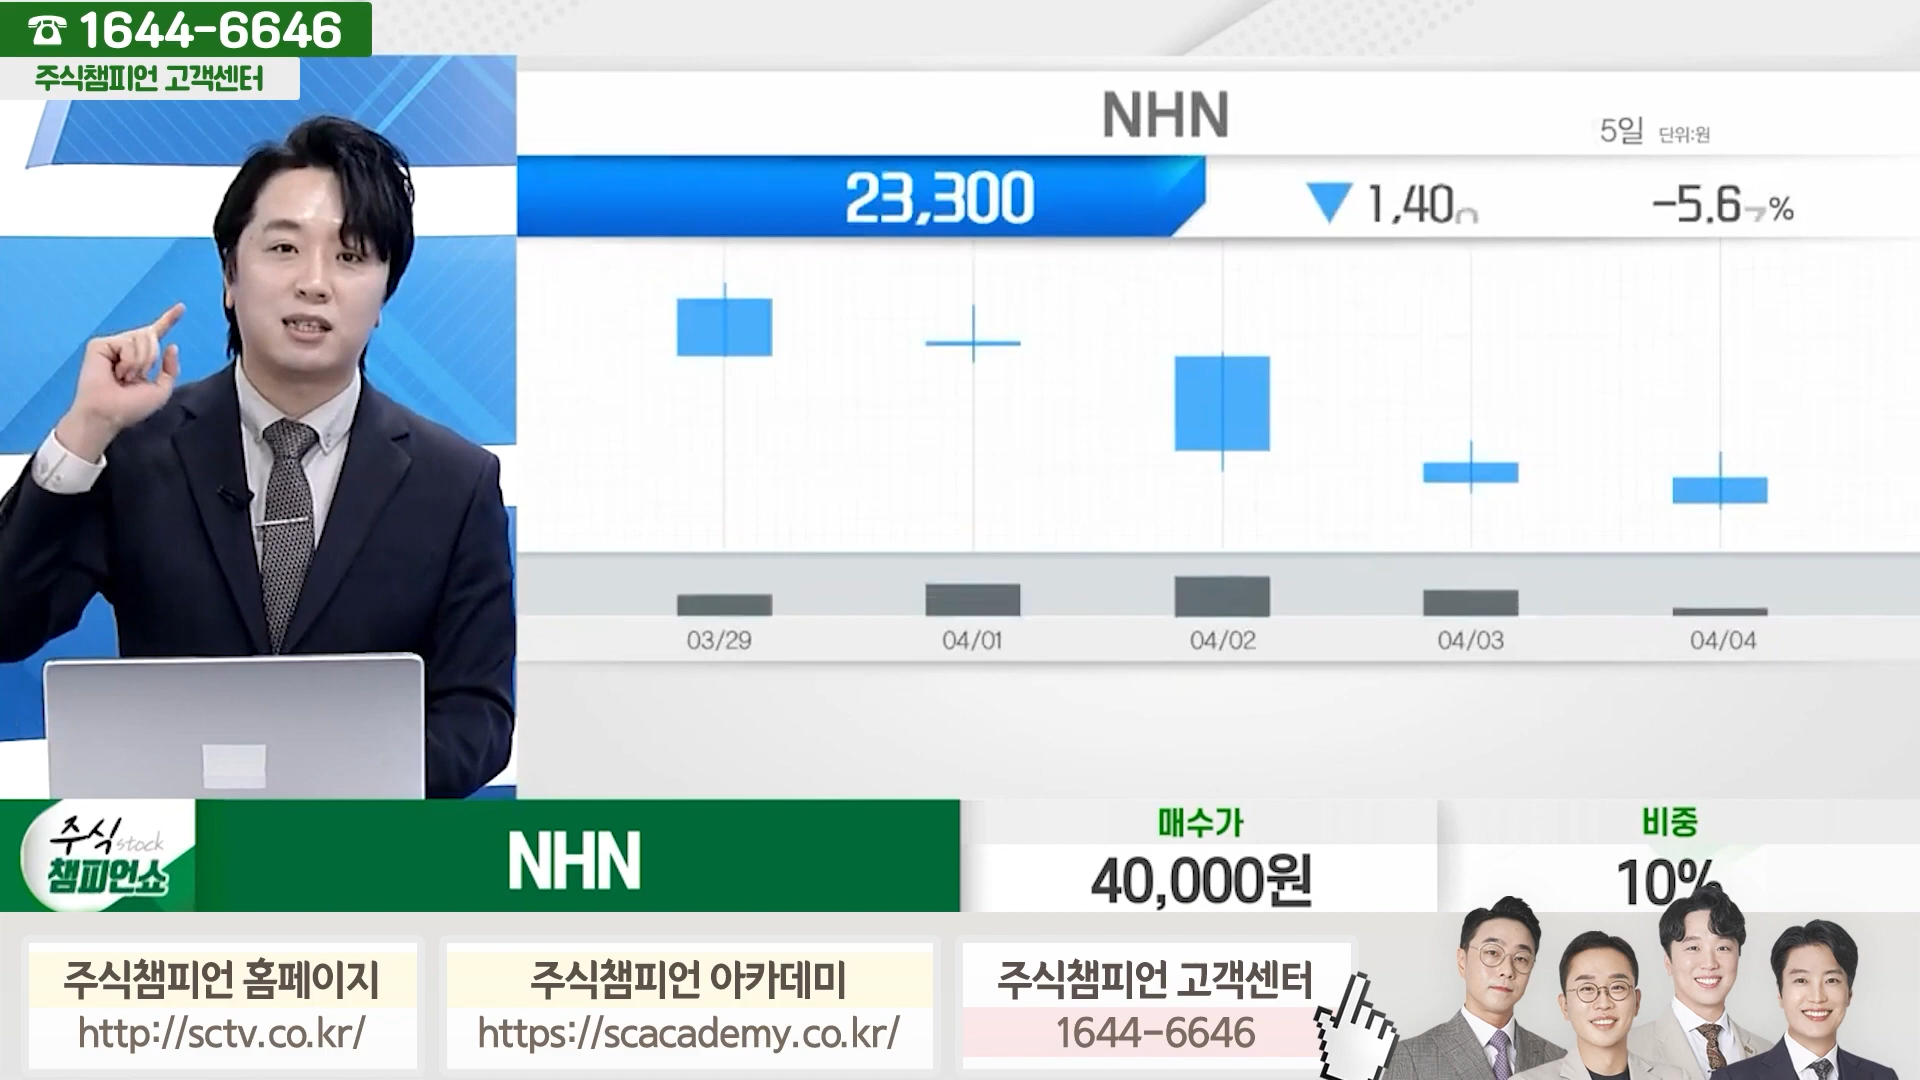 ☎ 1644-6646
주식챔피언 고객센터
NHN
5일 단위:원
23,300
▼ 1,40
-5.6 %
03/29 04/01 04/02 04/03 04/04
주식 stock
챔피언쇼
NHN
매수가
40,000원
비중
10%
주식챔피언 홈페이지
http://sctv.co.kr/
주식챔피언 아카데미
https://scacademy.co.kr/
주식챔피언 고객센터
1644-6646